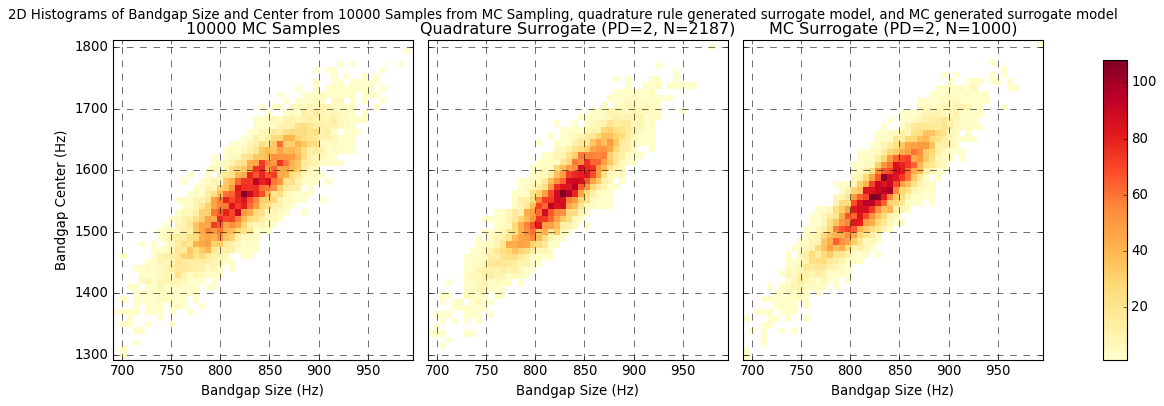 2D Histograms of Bandgap Size and Center from 10000 Samples from MC Sampling, quadrature rule generated surrogate model, and MC generated surrogate model
10000 MC Samples
Quadrature Surrogate (PD=2, N=2187)
MC Surrogate (PD=2, N=1000)
1800
1700
1600
1500
1400
1300
Bandgap Center (Hz)
700 750 800 850 900 950
700 750 800 850 900 950
700 750 800 850 900 950
Bandgap Size (Hz)
Bandgap Size (Hz)
Bandgap Size (Hz)
100
80
60
40
20